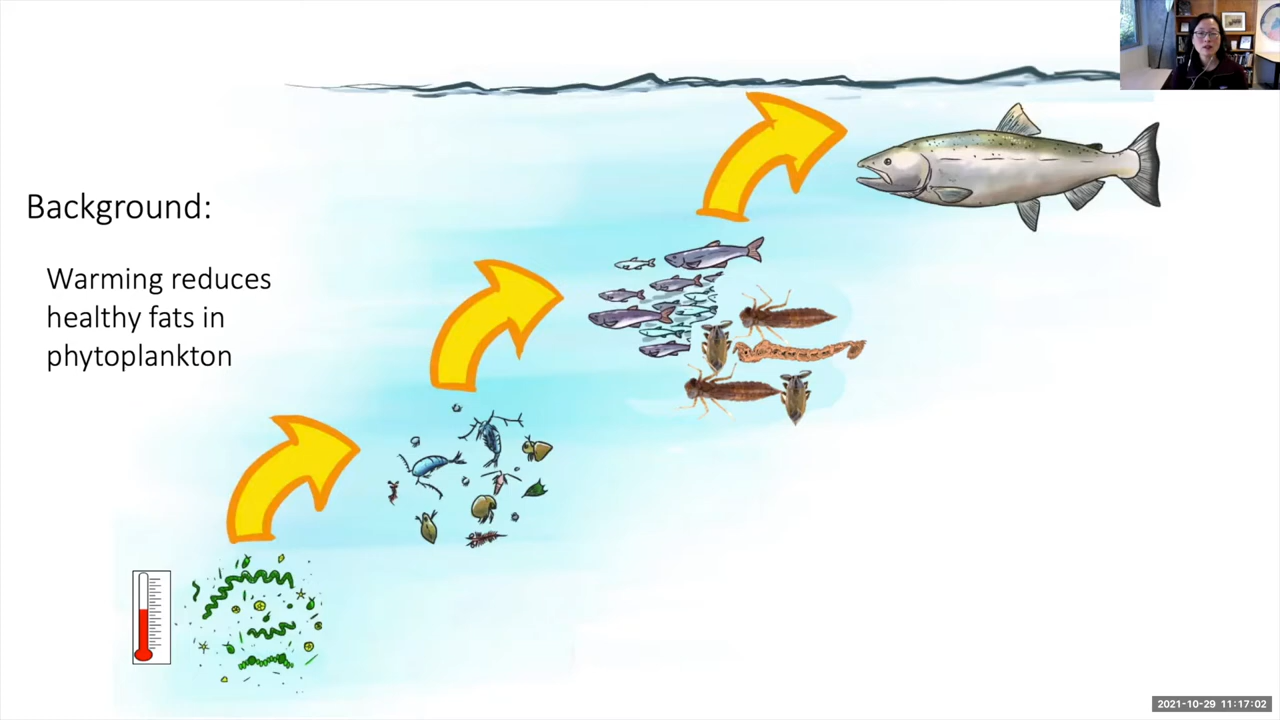 Background:
Warming reduces
healthy fats in
phytoplankton
2021-10-29 11:17:02